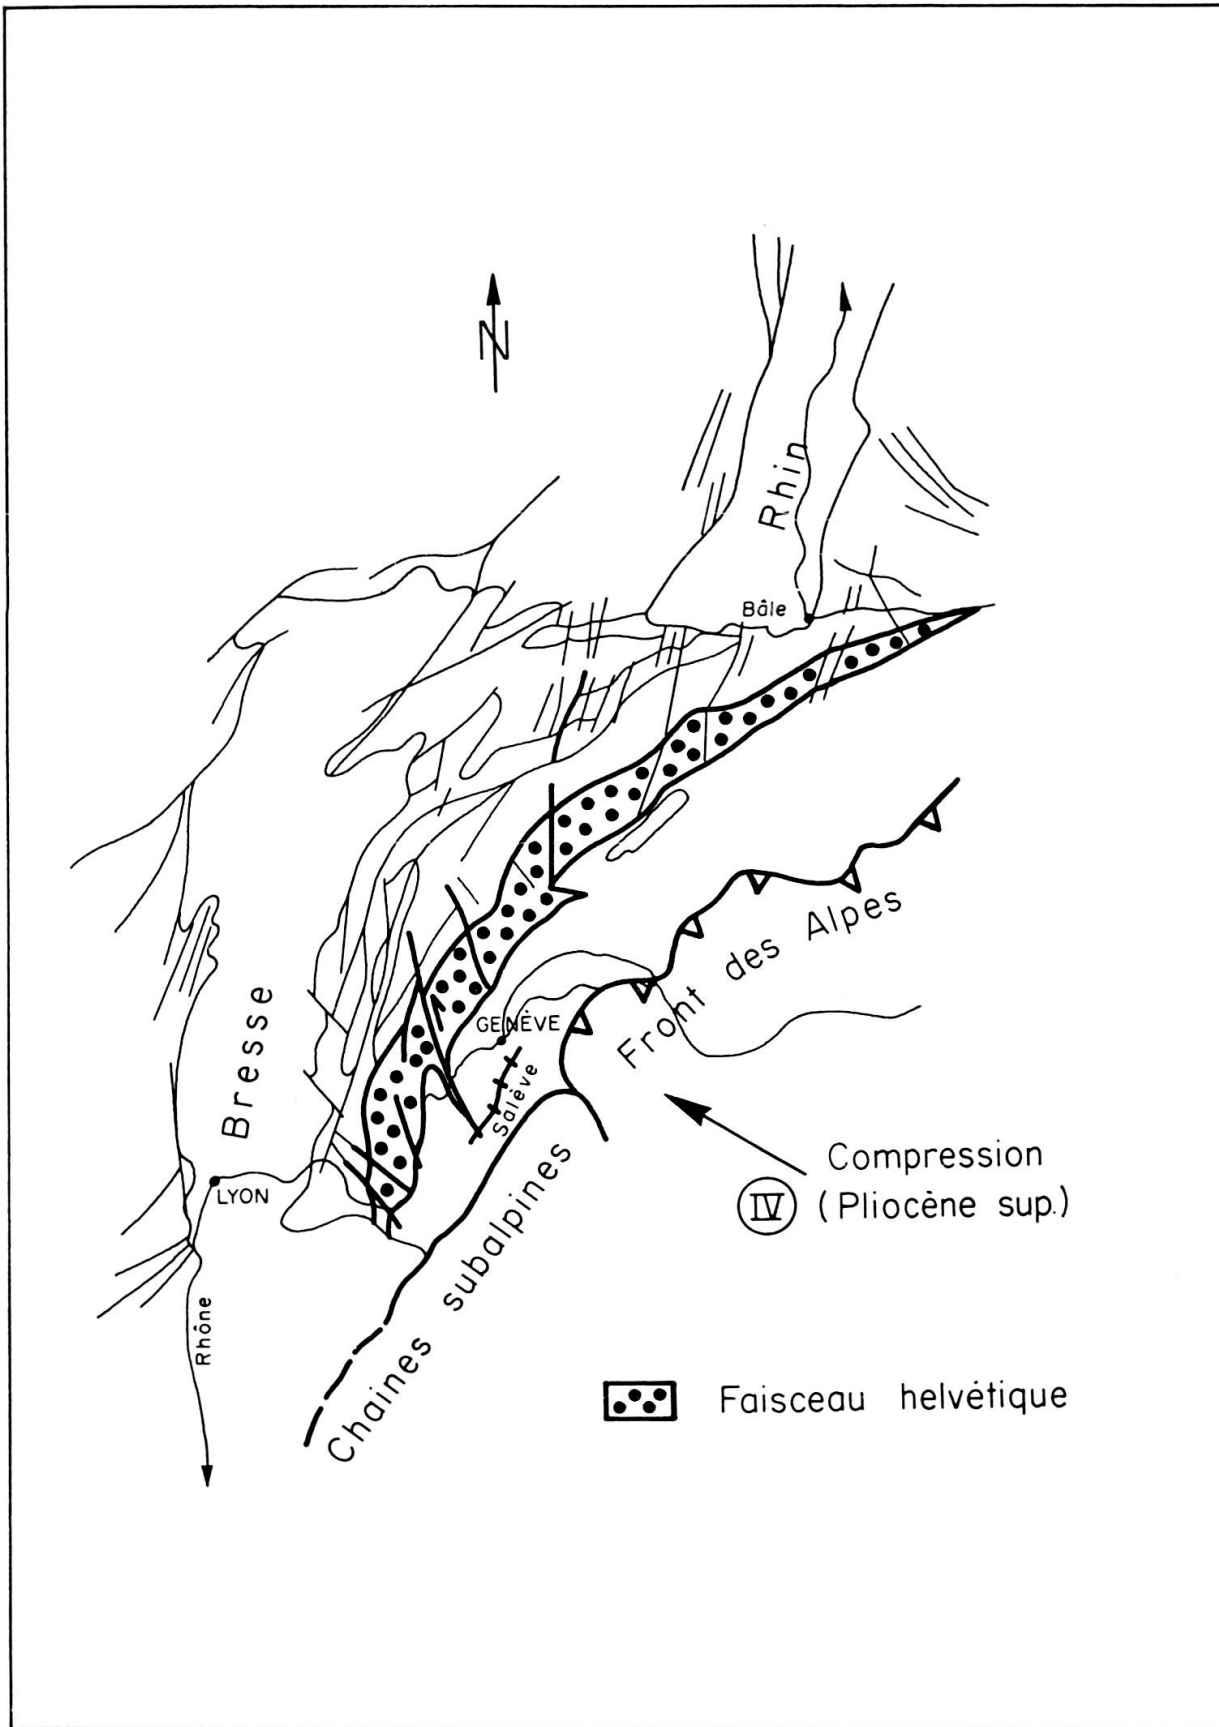 N
Rhin
Bâle
Front des Alpes
GENÈVE
Salève
Bresse
Compression
IV (Pliocène sup.)
LYON
Chaines subalpines
Rhône
Faisceau helvétique